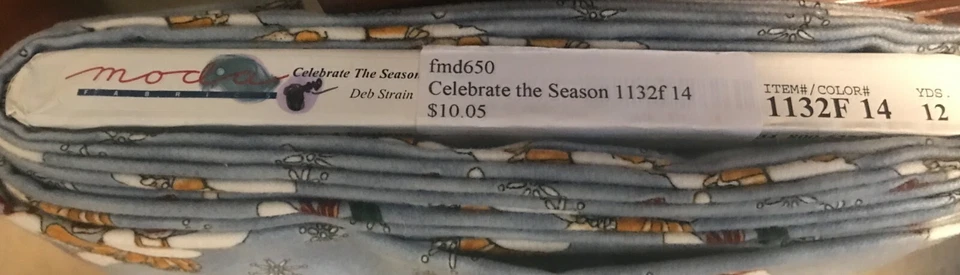 moda
FABRICS
Celebrate The Season
Deb Strain
fmd650
Celebrate the Season 1132f 14
$10.05
ITEM#/COLOR#
1132F 14
YDS.
12